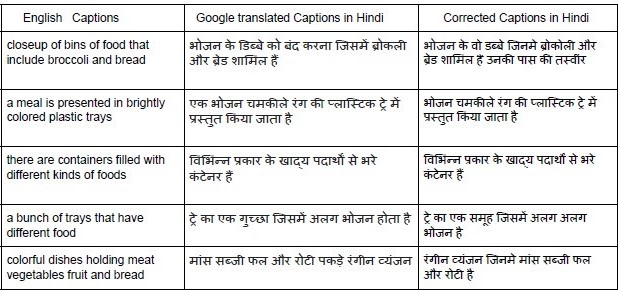 English Captions
Google translated Captions in Hindi
Corrected Captions in Hindi
closeup of bins of food that
include broccoli and bread
भोजन के डिब्बे को बंद करना जिसमें ब्रोकली
और ब्रेड शामिल हैं
भोजन के वो डब्बे जिनमे ब्रोकोली और
ब्रेड शामिल है उनकी पास की तस्वीर
a meal is presented in brightly
colored plastic trays
एक भोजन चमकीले रंग की प्लास्टिक ट्रे में
प्रस्तुत किया जाता है
भोजन चमकीले रंग की प्लास्टिक ट्रे में
प्रस्तुत किया जाता है
there are containers filled with
different kinds of foods
विभिन्न प्रकार के खाद्य पदार्थों से भरे
कंटेनर हैं
विभिन्न प्रकार के खाद्य पदार्थों से भरे
कंटेनर हैं
a bunch of trays that have
different food
ट्रे का एक गुच्छा जिसमें अलग भोजन होता है
ट्रे का एक समूह जिसमें अलग अलग
भोजन है
colorful dishes holding meat
vegetables fruit and bread
मांस सब्जी फल और रोटी पकड़े रंगीन व्यंजन
रंगीन व्यंजन जिनमे मांस सब्जी फल
और रोटी है